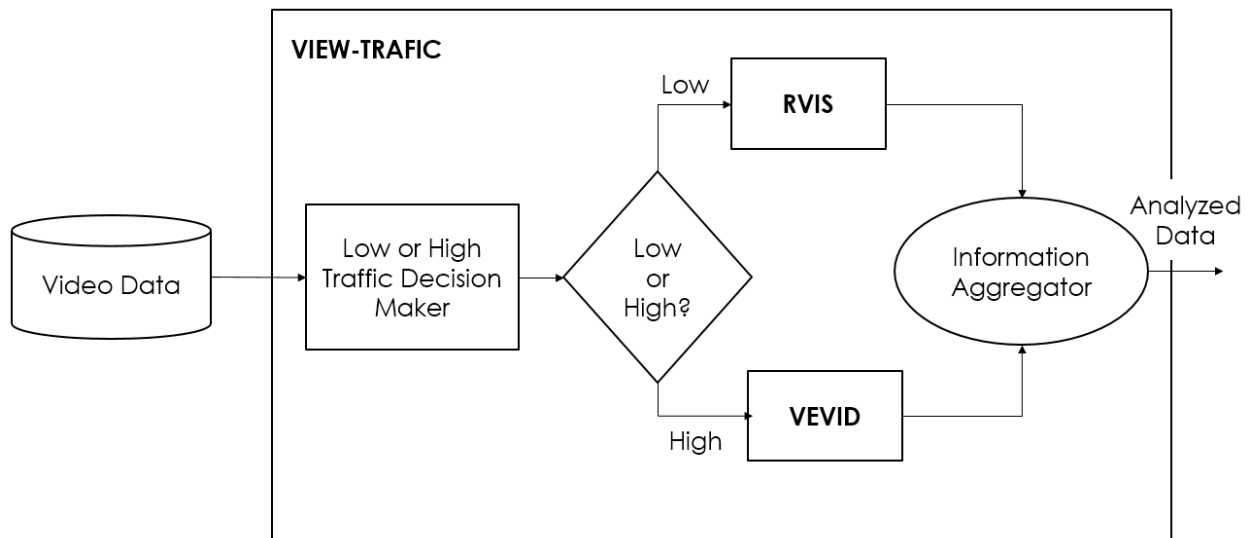 VIEW-TRAFIC
Low
RVIS
Video Data
Low or High
Traffic Decision
Maker
Low
or
High?
High
VEVID
Information
Aggregator
Analyzed
Data